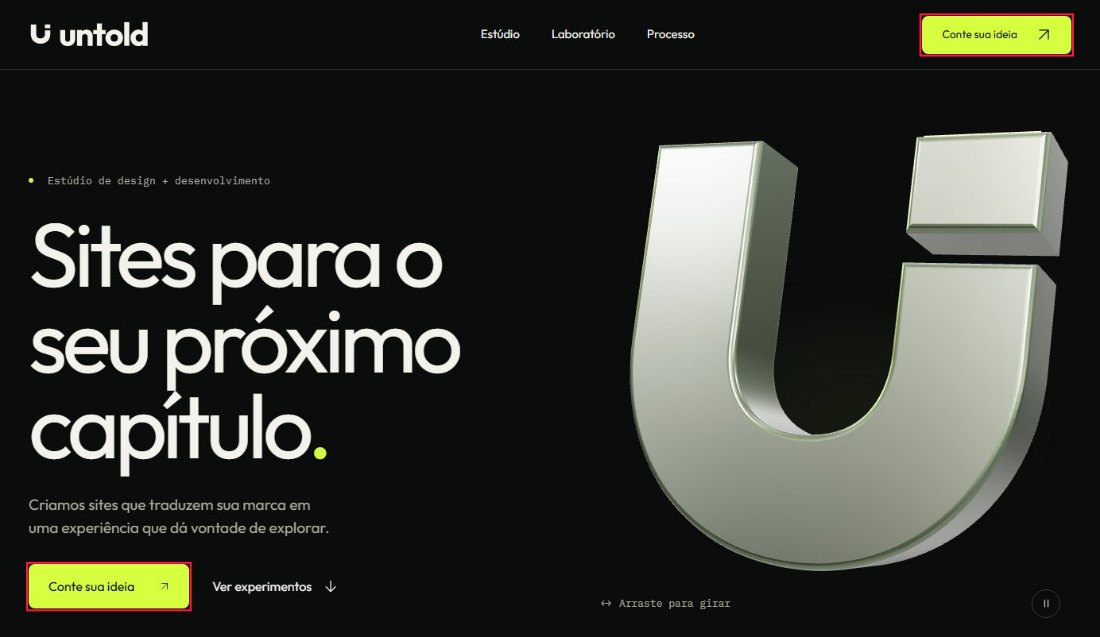 untold
Estúdio
Laboratório
Processo
Conte sua ideia
Estúdio de design + desenvolvimento
Sites para o
seu próximo
capítulo.
Criamos sites que traduzem sua marca em
uma experiência que dá vontade de explorar.
Conte sua ideia
Ver experimentos
Arraste para girar